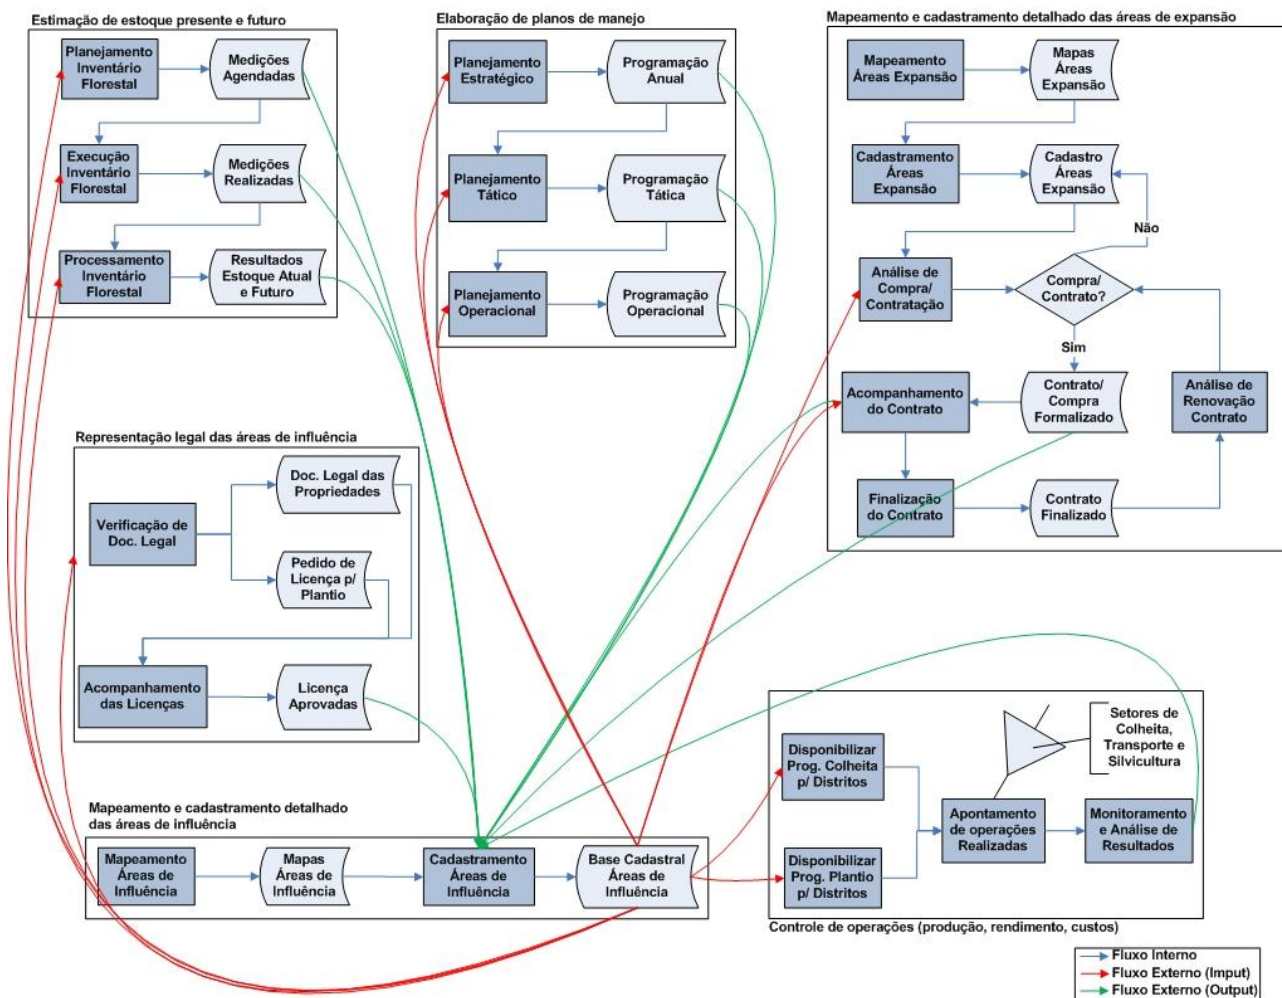 Estimação de estoque presente e futuro
Planejamento
Inventário
Florestal
Medições
Agendadas
Execução
Inventário
Florestal
Medições
Realizadas
Processamento
Inventário
Florestal
Resultados
Estoque Atual
e Futuro
Elaboração de planos de manejo
Planejamento
Estratégico
Programação
Anual
Planejamento
Tático
Programação
Tática
Planejamento
Operacional
Programação
Operacional
Mapeamento e cadastramento detalhado das áreas de expansão
Mapeamento
Áreas Expansão
Mapas
Áreas
Expansão
Cadastramento
Áreas
Expansão
Cadastro
Áreas
Expansão
Não
Análise de
Compra/
Contratação
Compra/
Contrato?
Sim
Acompanhamento
do Contrato
Contrato/
Compra
Formalizado
Análise de
Renovação
Contrato
Finalização
do Contrato
Contrato
Finalizado
Representação legal das áreas de influência
Verificação de
Doc. Legal
Doc. Legal das
Propriedades
Pedido de
Licença p/
Plantio
Acompanhamento
das Licenças
Licença
Aprovadas
Mapeamento e cadastramento detalhado
das áreas de influência
Mapeamento
Áreas de
Influência
Mapas
Áreas de
Influência
Cadastramento
Áreas de
Influência
Base Cadastral
Áreas de
Influência
Disponibilizar
Prog. Colheita
p/ Distritos
Disponibilizar
Prog. Plantio
p/ Distritos
Setores de
Colheita,
Transporte e
Silvicultura
Apontamento
de operações
Realizadas
Monitoramento
e Análise de
Resultados
Controle de operações (produção, rendimento, custos)
Fluxo Interno
Fluxo Externo (Imput)
Fluxo Externo (Output)